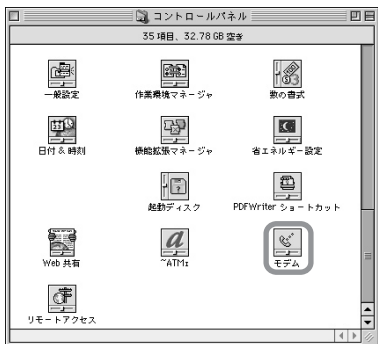 コントロールパネル
35 項目、32.78 GB 空き
一般設定
作業環境マネージャ
数の書式
日付 & 時刻
機能拡張マネージャ
省エネルギー設定
起動ディスク
PDFWriter ショートカット
Web 共有
~ATM™
モデム
リモートアクセス